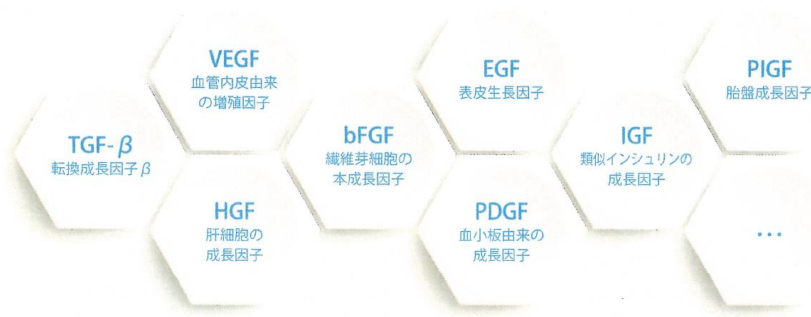 TGF-β
転換成長因子β
VEGF
血管内皮由来
の増殖因子
HGF
肝細胞の
成長因子
bFGF
繊維芽細胞の
本成長因子
EGF
表皮生長因子
PDGF
血小板由来の
成長因子
IGF
類似インシュリンの
成長因子
PIGF
胎盤成長因子
...